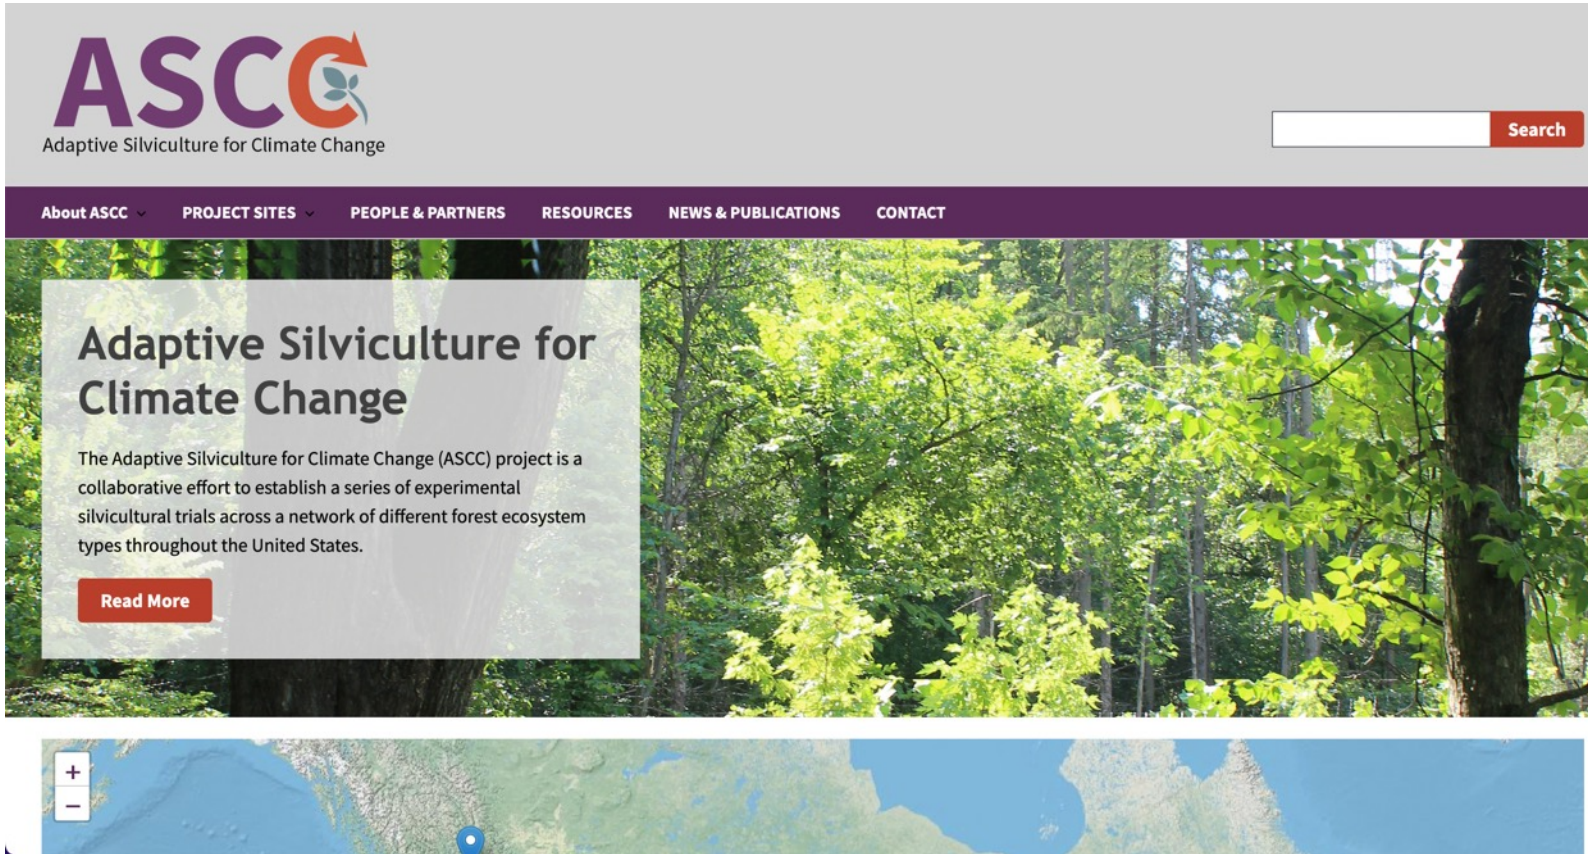 ASCC
Adaptive Silviculture for Climate Change
Search
About ASCC
PROJECT SITES
PEOPLE & PARTNERS
RESOURCES
NEWS & PUBLICATIONS
CONTACT
Adaptive Silviculture for
Climate Change
The Adaptive Silviculture for Climate Change (ASCC) project is a
collaborative effort to establish a series of experimental
silvicultural trials across a network of different forest ecosystem
types throughout the United States.
Read More
+
−